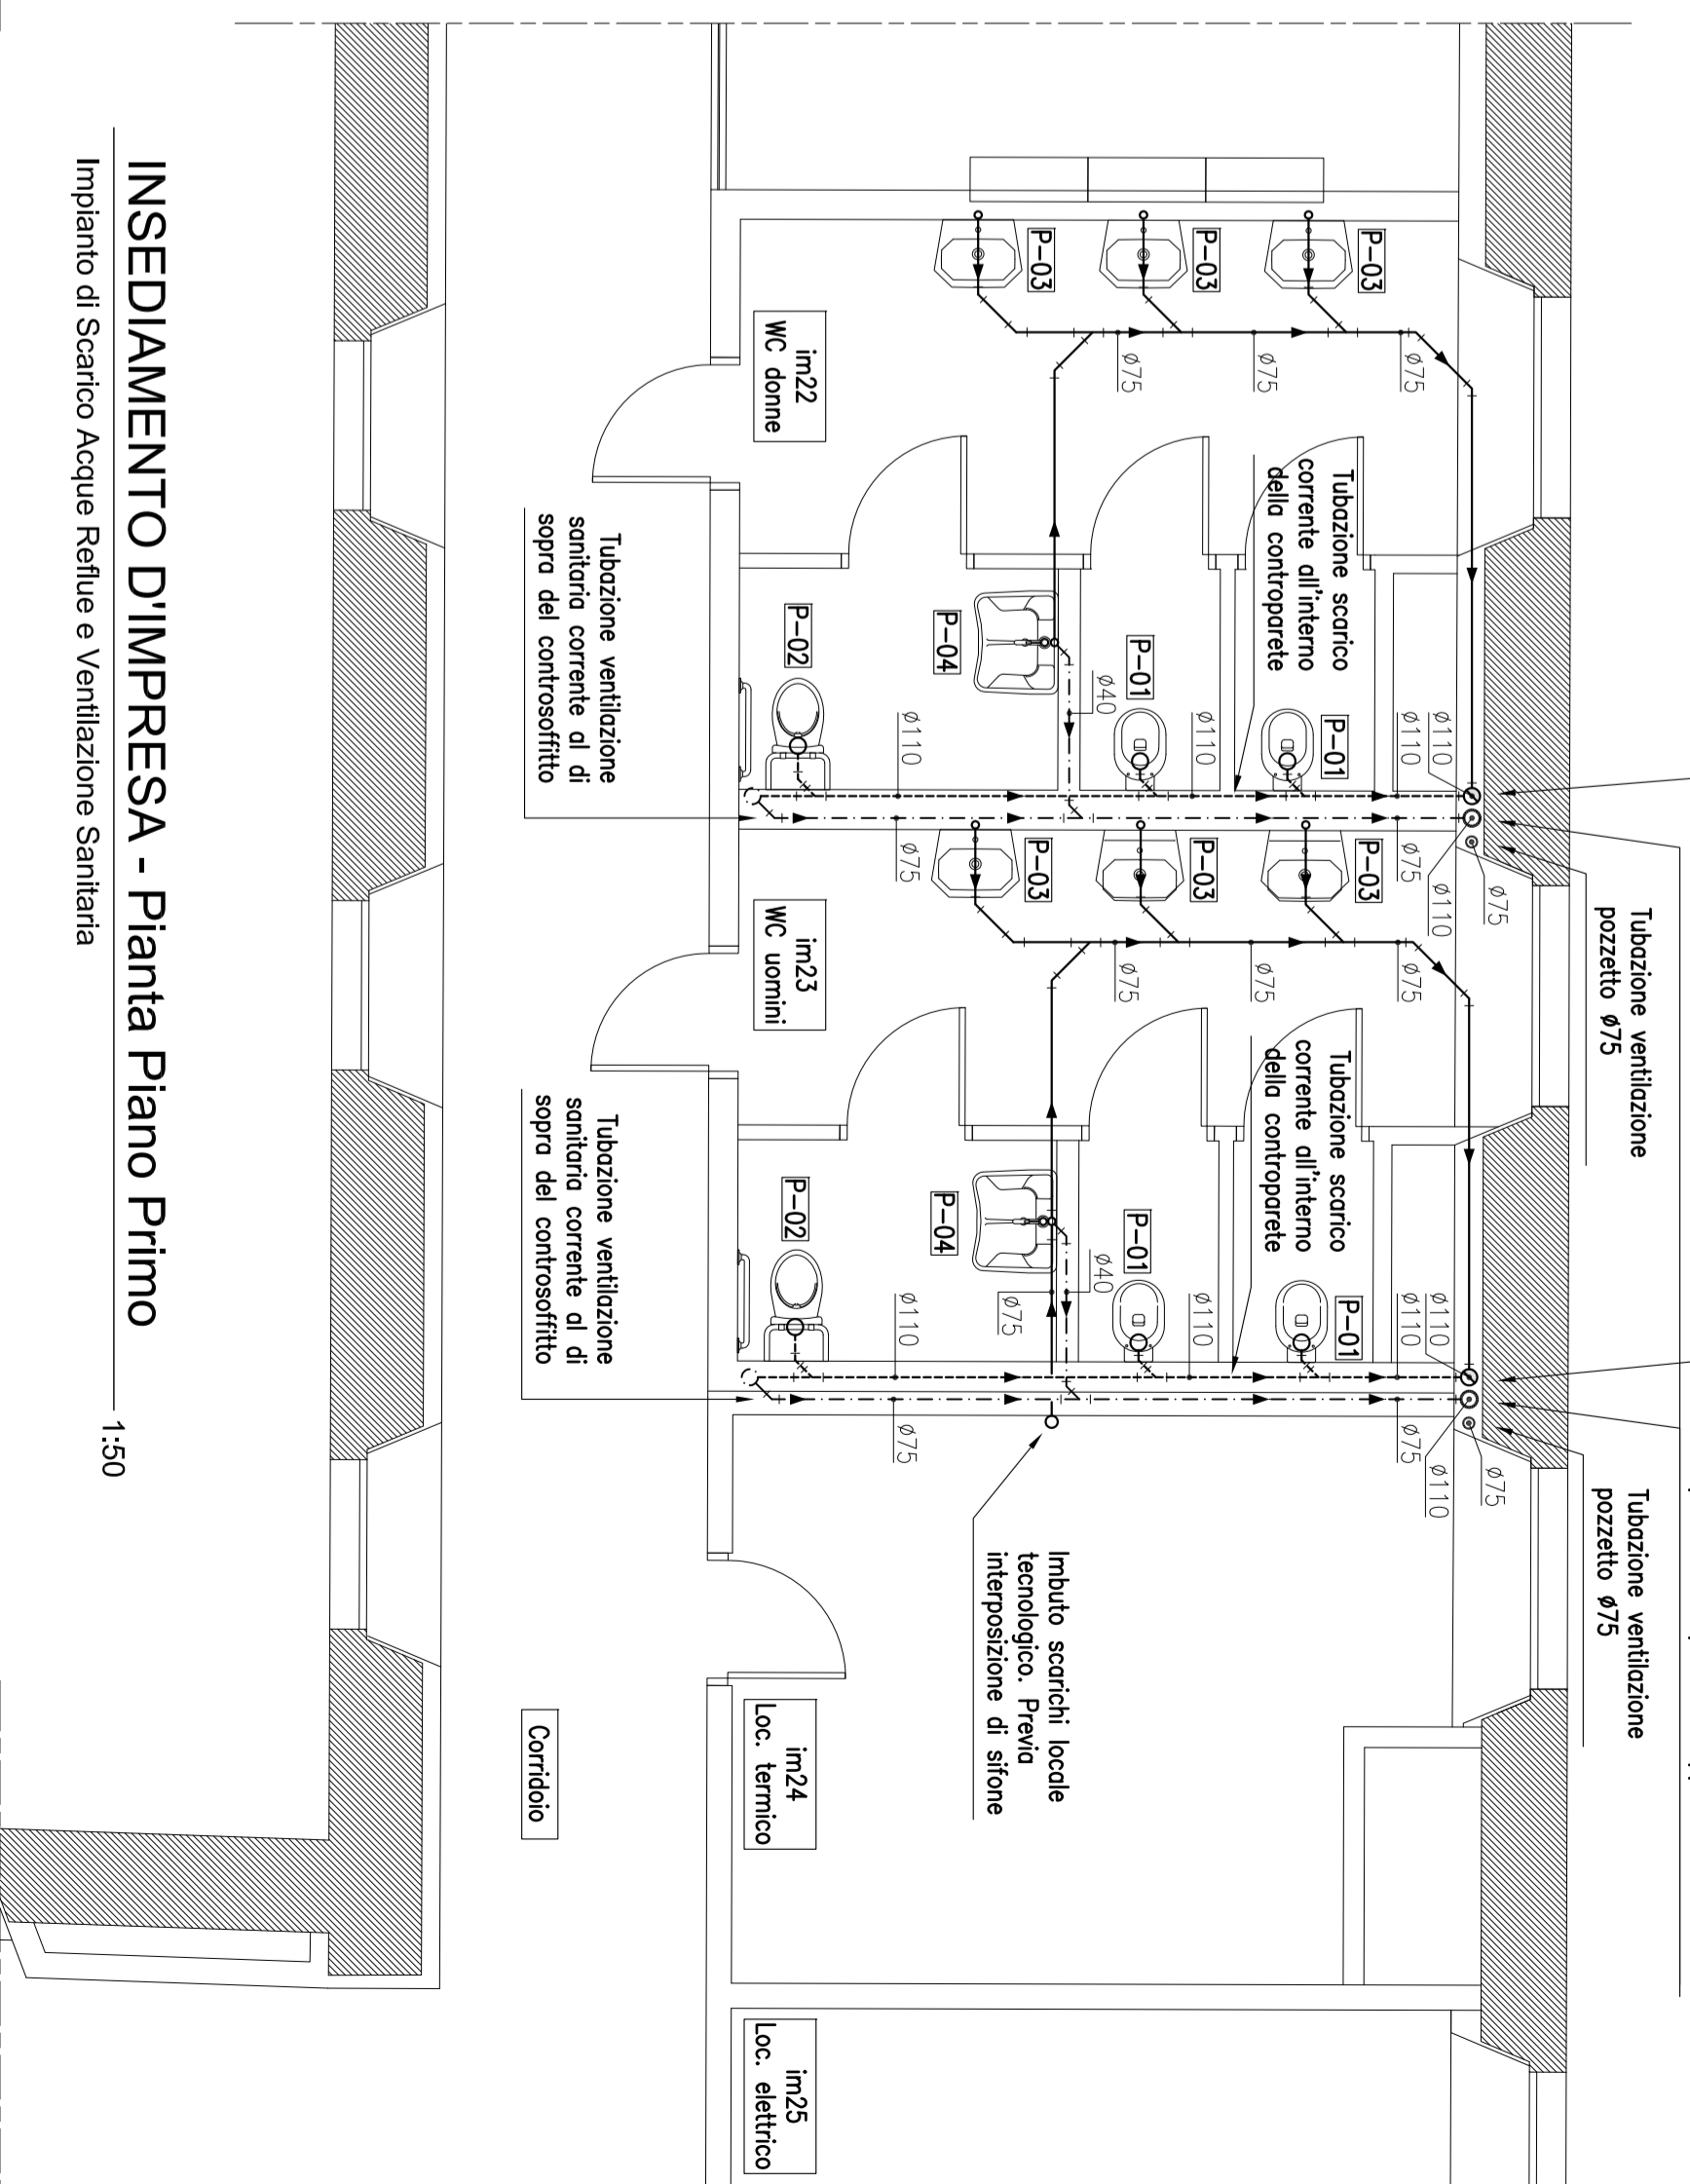 Tubazione ventilazione
pozzetto ø75
Tubazione ventilazione
pozzetto ø75
P-03
P-03
P-03
ø75
ø75
ø75
im22
WC donne
Tubazione scarico
corrente all'interno
della controparete
P-01
P-01
P-04
P-02
ø40
ø110
ø110
ø110
ø110
ø75
ø75
ø110
ø75
Tubazione ventilazione
sanitaria corrente al di
sopra del controsoffitto
P-03
P-03
P-03
ø75
ø75
ø75
im23
WC uomini
Tubazione scarico
corrente all'interno
della controparete
P-01
P-01
P-04
P-02
ø40
ø75
ø110
ø110
ø110
ø110
ø75
ø75
ø110
ø75
Tubazione ventilazione
sanitaria corrente al di
sopra del controsoffitto
Imbuto scarichi locale
tecnologico. Previa
interposizione di sifone
im24
Loc. termico
Corridoio
im25
Loc. elettrico
INSEDIAMENTO D'IMPRESA - Pianta Piano Primo
1:50
Impianto di Scarico Acque Reflue e Ventilazione Sanitaria